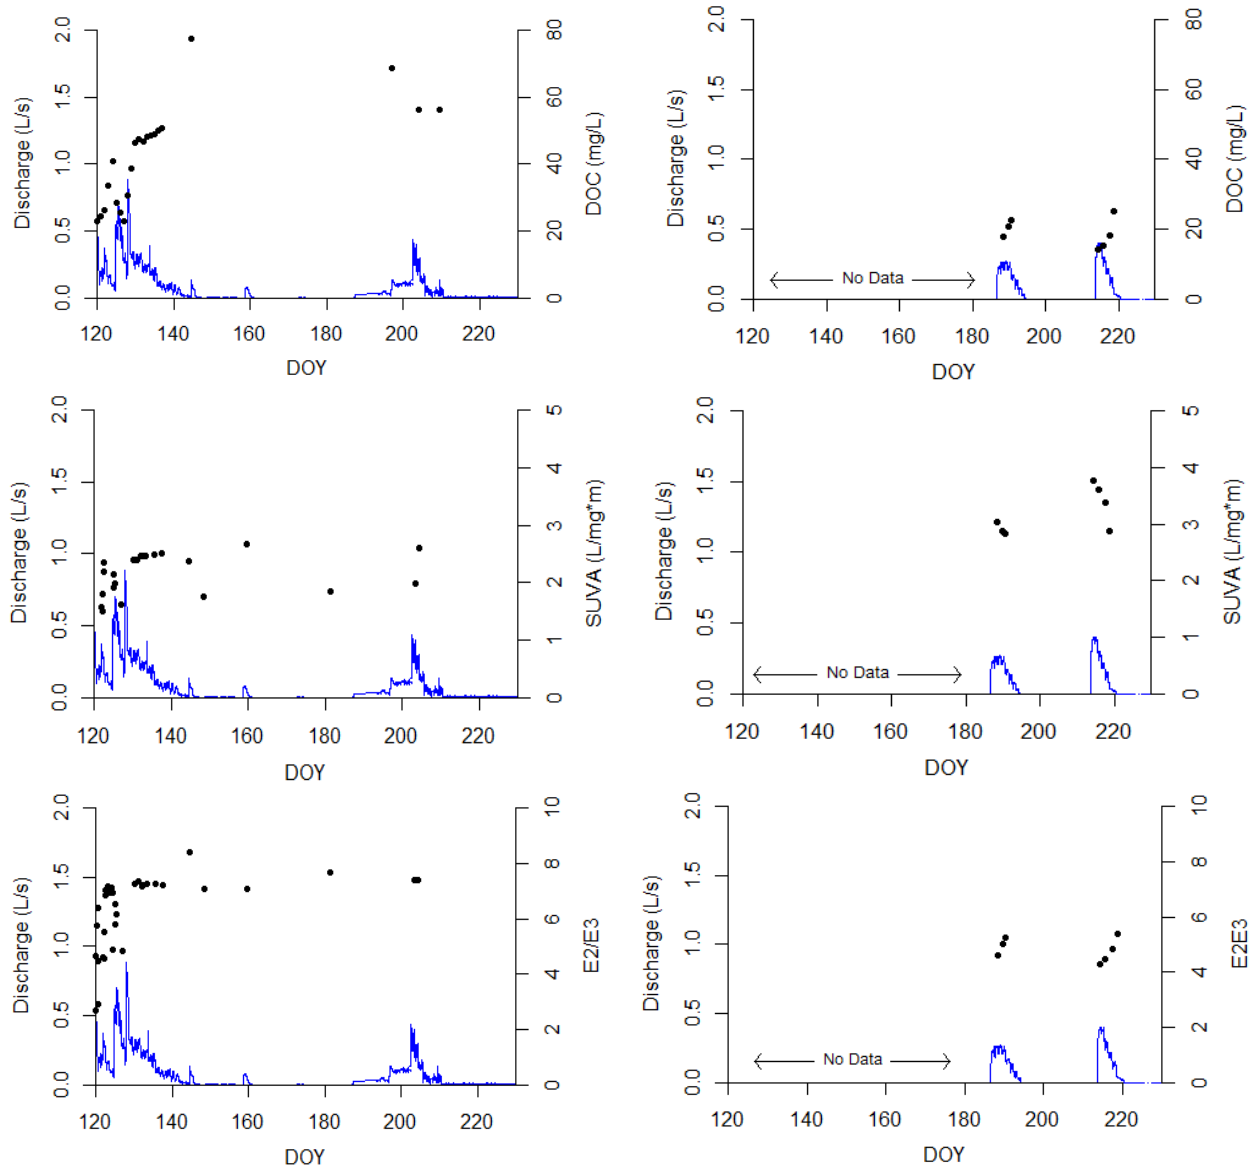 Discharge (L/s)
0.0 0.5 1.0 1.5 2.0
120 140 160 180 200 220
DOY
0 20 40 60 80
DOC (mg/L)
Discharge (L/s)
0.0 0.5 1.0 1.5 2.0
No Data
120 140 160 180 200 220
DOY
0 20 40 60 80
DOC (mg/L)
Discharge (L/s)
0.0 0.5 1.0 1.5 2.0
120 140 160 180 200 220
DOY
0 1 2 3 4 5
SUVA (L/mg*m)
Discharge (L/s)
0.0 0.5 1.0 1.5 2.0
No Data
120 140 160 180 200 220
DOY
0 1 2 3 4 5
SUVA (L/mg*m)
Discharge (L/s)
0.0 0.5 1.0 1.5 2.0
120 140 160 180 200 220
DOY
0 2 4 6 8 10
E2/E3
Discharge (L/s)
0.0 0.5 1.0 1.5 2.0
No Data
120 140 160 180 200 220
DOY
0 2 4 6 8 10
E2E3